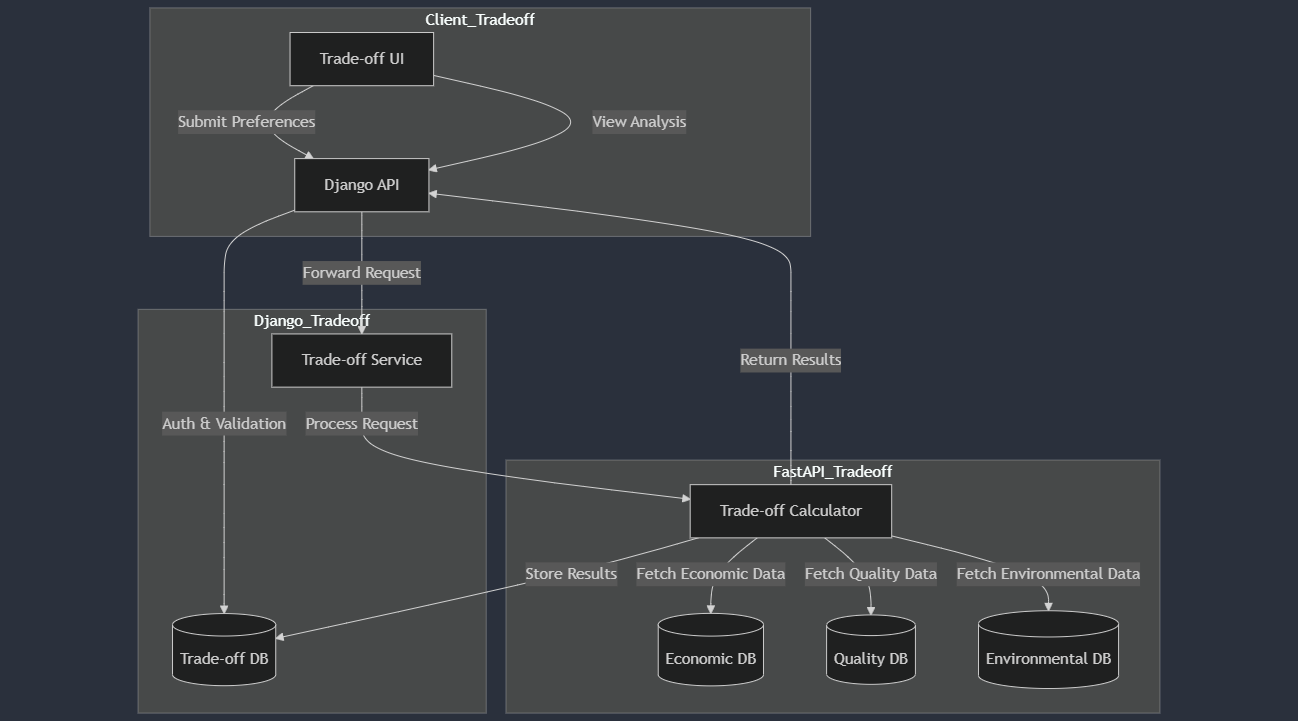 Client_Tradeoff
Trade-off UI
Submit Preferences
View Analysis
Django API
Forward Request
Django_Tradeoff
Trade-off Service
Return Results
Auth & Validation
Process Request
FastAPI_Tradeoff
Trade-off Calculator
Store Results
Fetch Economic Data
Fetch Quality Data
Fetch Environmental Data
Trade-off DB
Economic DB
Quality DB
Environmental DB